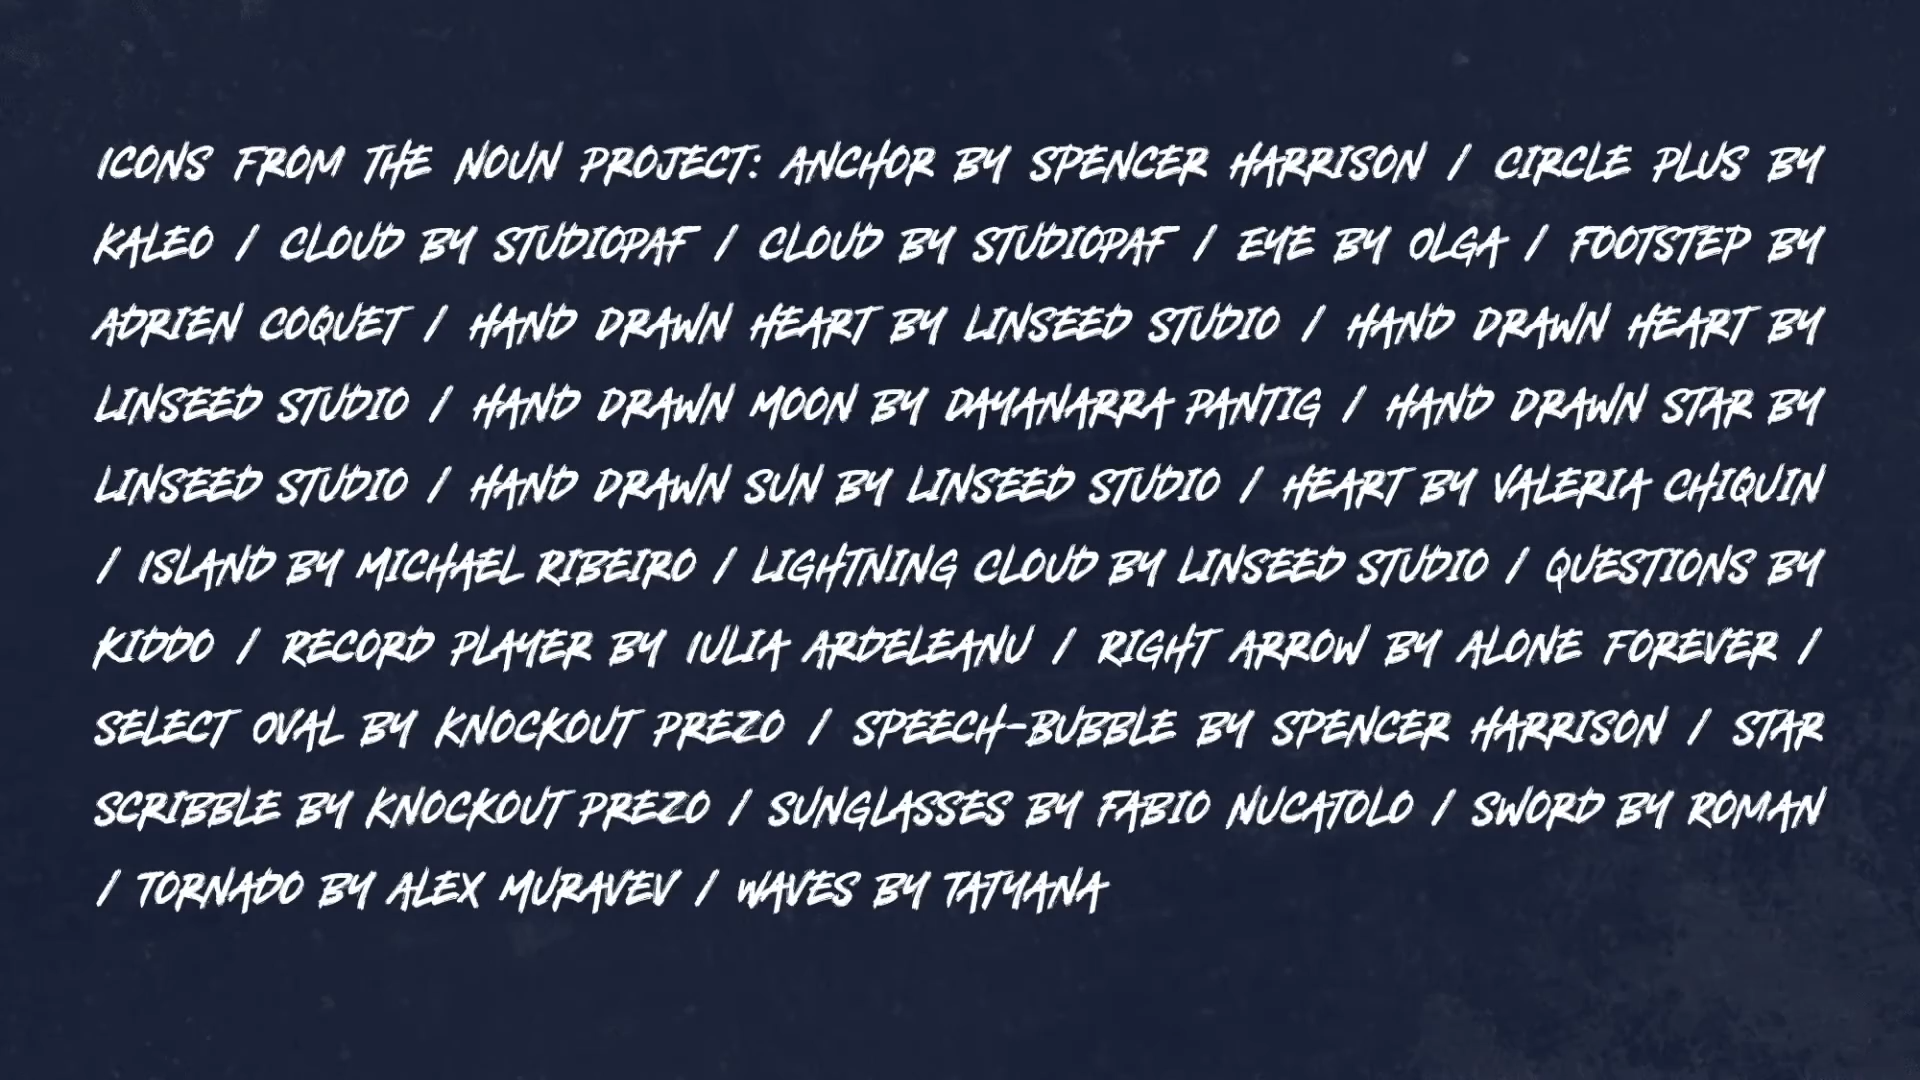 ICONS FROM THE NOUN PROJECT: ANCHOR BY SPENCER HARRISON / CIRCLE PLUS BY
KALEO / CLOUD BY STUDIOPAF / CLOUD BY STUDIOPAF / EYE BY OLGA / FOOTSTEP BY
ADRIEN COQUET / HAND DRAWN HEART BY LINSEED STUDIO / HAND DRAWN HEART BY
LINSEED STUDIO / HAND DRAWN MOON BY DAYANARRA PANTIG / HAND DRAWN STAR BY
LINSEED STUDIO / HAND DRAWN SUN BY LINSEED STUDIO / HEART BY VALERIA CHIQUIN
/ ISLAND BY MICHAEL RIBEIRO / LIGHTNING CLOUD BY LINSEED STUDIO / QUESTIONS BY
KIDDO / RECORD PLAYER BY IULIA ARDELEANU / RIGHT ARROW BY ALONE FOREVER /
SELECT OVAL BY KNOCKOUT PREZO / SPEECH-BUBBLE BY SPENCER HARRISON / STAR
SCRIBBLE BY KNOCKOUT PREZO / SUNGLASSES BY FABIO NUCATOLO / SWORD BY ROMAN
/ TORNADO BY ALEX MURAVEV / WAVES BY TATYANA